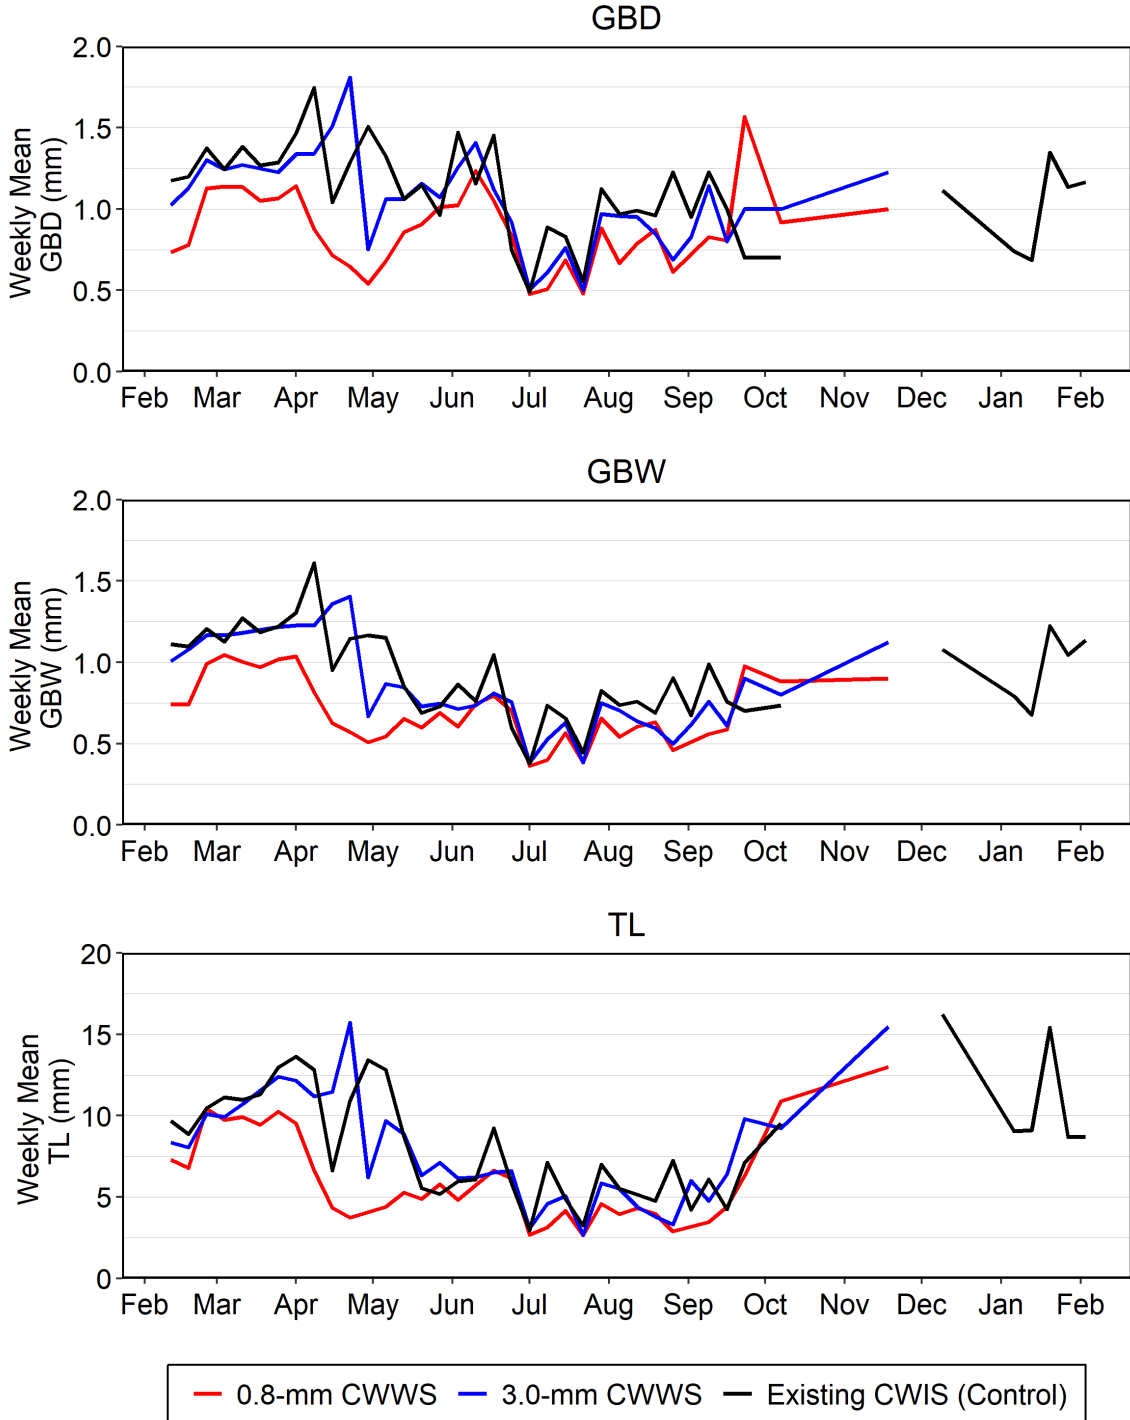 GBD
Weekly Mean
GBD (mm)
2.0
1.5
1.0
0.5
0.0
Feb Mar Apr May Jun Jul Aug Sep Oct Nov Dec Jan Feb
GBW
Weekly Mean
GBW (mm)
2.0
1.5
1.0
0.5
0.0
Feb Mar Apr May Jun Jul Aug Sep Oct Nov Dec Jan Feb
TL
Weekly Mean
TL (mm)
20
15
10
5
0
Feb Mar Apr May Jun Jul Aug Sep Oct Nov Dec Jan Feb
0.8-mm CWWS 3.0-mm CWWS Existing CWIS (Control)